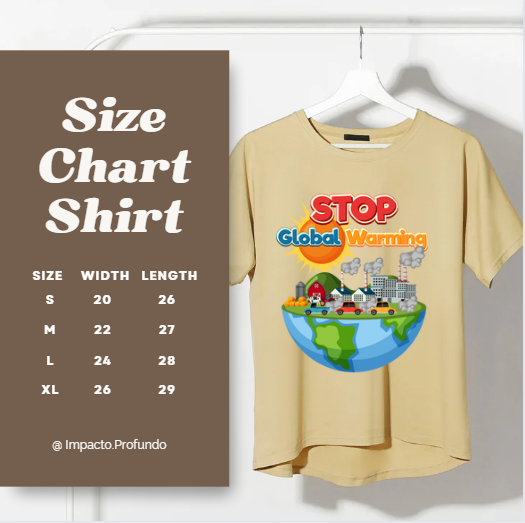 Size
Chart
Shirt
SIZE WIDTH LENGTH
S 20 26
M 22 27
L 24 28
XL 26 29
@ Impacto.Profundo
STOP
Global Warming